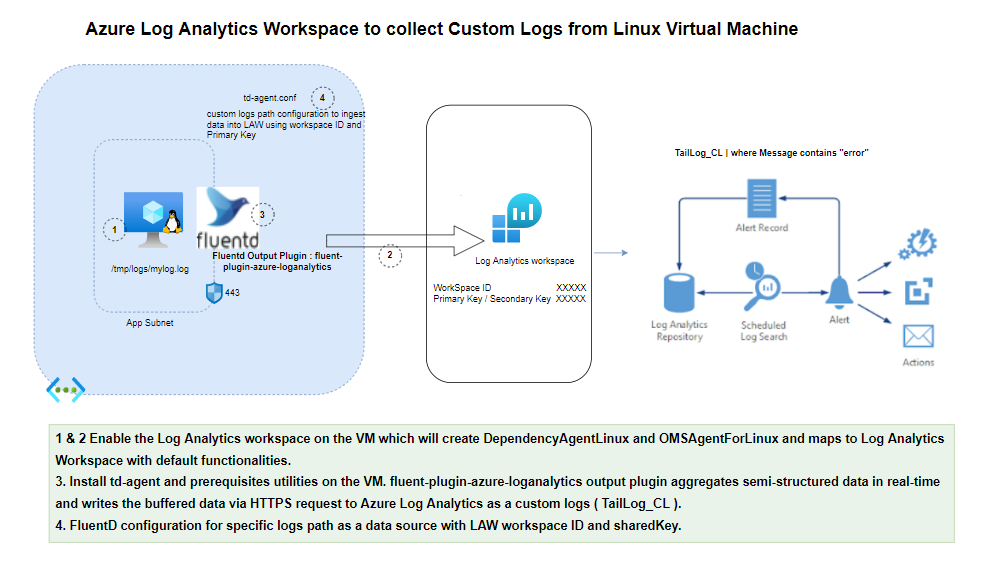 Azure Log Analytics Workspace to collect Custom Logs from Linux Virtual Machine
td-agent.conf
4
custom logs path configuration to ingest
data into LAW using workspace ID and
Primary Key
1
3
fluentd
/tmp/logs/mylog.log
Fluentd Output Plugin : fluent-
plugin-azure-loganalytics
443
App Subnet
2
Log Analytics workspace
WorkSpace ID XXXXX
Primary Key / Secondary Key XXXXX
TailLog_CL | where Message contains "error"
Alert Record
Log Analytics
Repository
Scheduled
Log Search
Alert
Actions
1 & 2 Enable the Log Analytics workspace on the VM which will create DependencyAgentLinux and OMSAgentForLinux and maps to Log Analytics
Workspace with default functionalities.
3. Install td-agent and prerequisites utilities on the VM. fluent-plugin-azure-loganalytics output plugin aggregates semi-structured data in real-time
and writes the buffered data via HTTPS request to Azure Log Analytics as a custom logs ( TailLog_CL ).
4. FluentD configuration for specific logs path as a data source with LAW workspace ID and sharedKey.